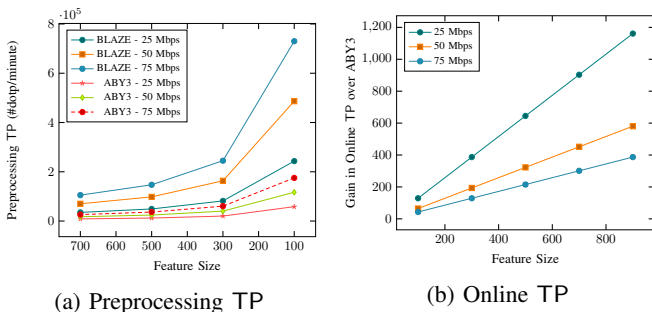 ·10⁵
8
6
4
2
0
Preprocessing TP (#dotp/minute)
BLAZE - 25 Mbps
BLAZE - 50 Mbps
BLAZE - 75 Mbps
ABY3 - 25 Mbps
ABY3 - 50 Mbps
ABY3 - 75 Mbps
700 600 500 400 300 200 100
Feature Size
(a) Preprocessing TP
1,200
1,000
800
600
400
200
0
Gain in Online TP over ABY3
25 Mbps
50 Mbps
75 Mbps
200 400 600 800
Feature Size
(b) Online TP